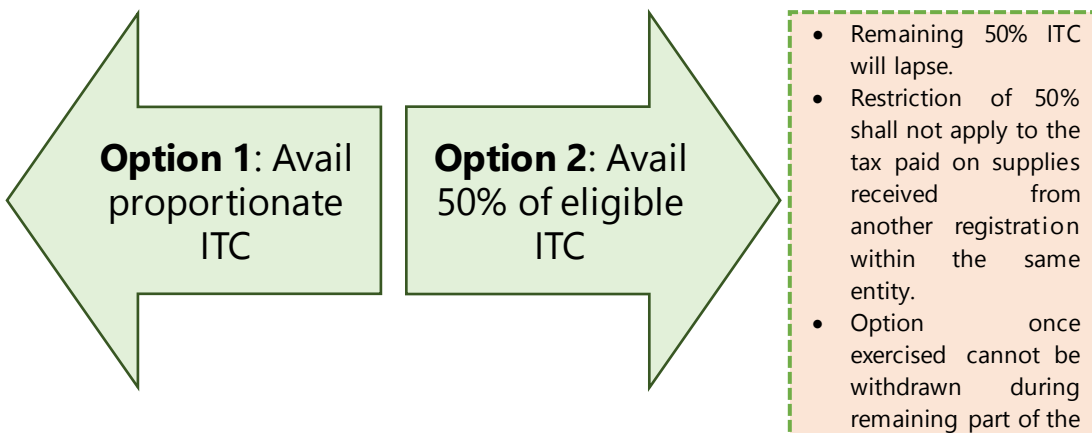 Option 1: Avail
proportionate
ITC
Option 2: Avail
50% of eligible
ITC
• Remaining 50% ITC
will lapse.
• Restriction of 50%
shall not apply to the
tax paid on supplies
received from
another registration
within the same
entity.
• Option once
exercised cannot be
withdrawn during
remaining part of the